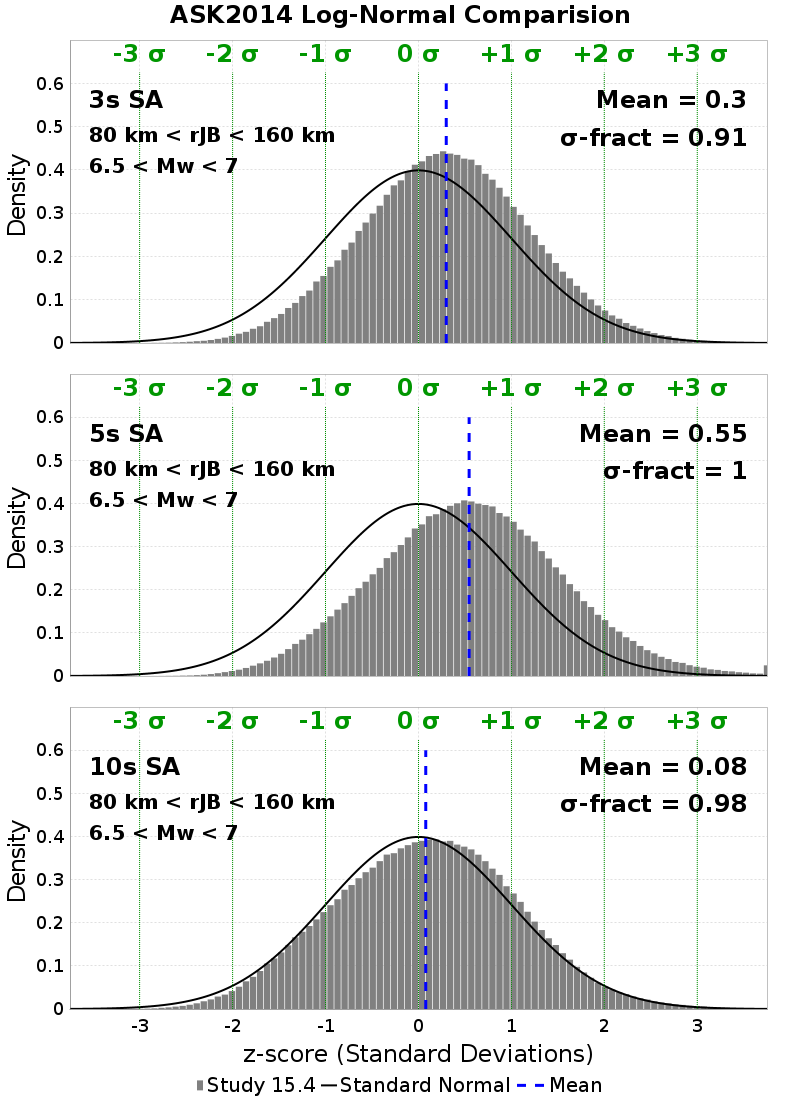 ASK2014 Log-Normal Comparision
-3 σ -2 σ -1 σ 0 σ +1 σ +2 σ +3 σ
0.6
3s SA
Mean = 0.3
0.5
80 km < rJB < 160 km
σ-fract = 0.91
0.4
6.5 < Mw < 7
0.3
0.2
0.1
0
Density
-3 σ -2 σ -1 σ 0 σ +1 σ +2 σ +3 σ
0.6
5s SA
Mean = 0.55
0.5
80 km < rJB < 160 km
σ-fract = 1
0.4
6.5 < Mw < 7
0.3
0.2
0.1
0
Density
-3 σ -2 σ -1 σ 0 σ +1 σ +2 σ +3 σ
0.6
10s SA
Mean = 0.08
0.5
80 km < rJB < 160 km
σ-fract = 0.98
0.4
6.5 < Mw < 7
0.3
0.2
0.1
0
Density
-3 -2 -1 0 1 2 3
z-score (Standard Deviations)
Study 15.4 Standard Normal Mean